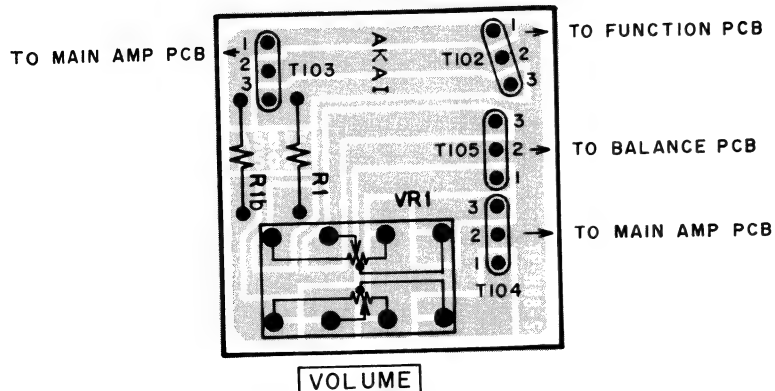 TO MAIN AMP PCB
1
2
3
T103
AKAI
T102
1
2
3
TO FUNCTION PCB
3
2
1
T105
TO BALANCE PCB
R1b
R1
VR1
3
2
1
T104
TO MAIN AMP PCB
VOLUME